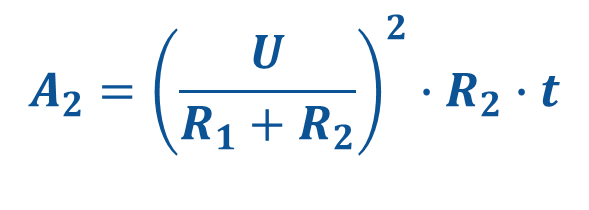 A₂ = (U / (R₁ + R₂))² · R₂ · t